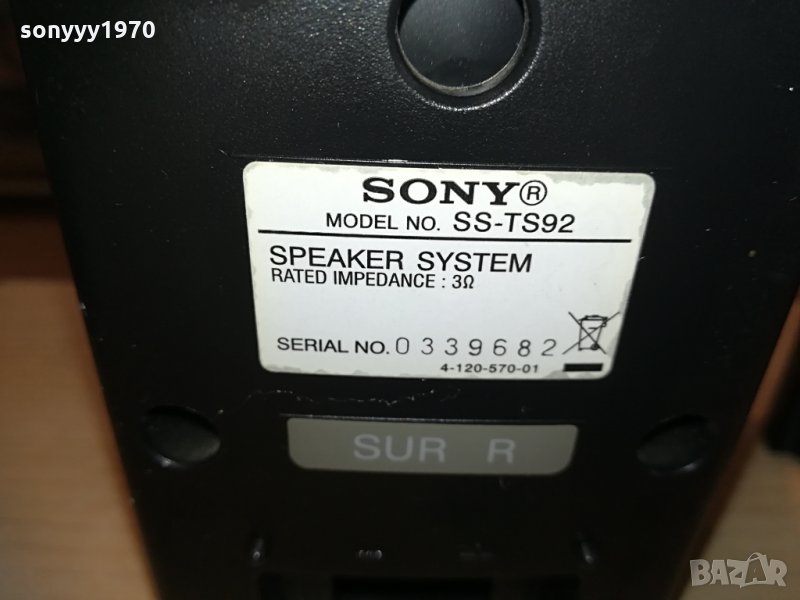 sonyyy1970
SONY®
MODEL NO. SS-TS92
SPEAKER SYSTEM
RATED IMPEDANCE : 3Ω
SERIAL NO. 0339682
4-120-570-01
SUR R
BAZAR